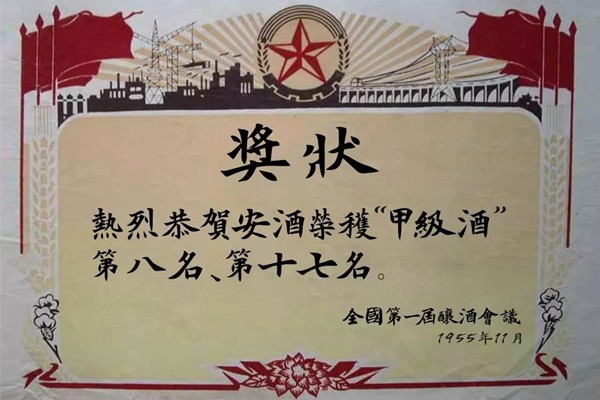 奬狀
熱烈恭賀安酒榮穫“甲級酒”
第八名、第十七名。
全國第一屆釀酒會議
1955年11月